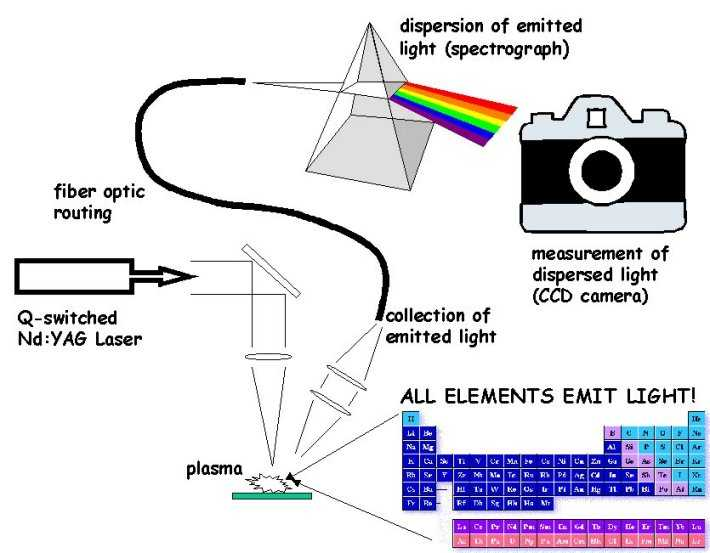 dispersion of emitted
light (spectrograph)
fiber optic
routing
measurement of
dispersed light
(CCD camera)
Q-switched
Nd:YAG Laser
collection of
emitted light
ALL ELEMENTS EMIT LIGHT!
plasma
H He
Li Be B C N O F Ne
Na Mg Al Si P S Cl Ar
K Ca Sc Ti V Cr Mn Fe Co Ni Cu Zn Ga Ge As Se Br Kr
Rb Sr Y Zr Nb Mo Tc Ru Rh Pd Ag Cd In Sn Sb Te I Xe
Cs Ba Hf Ta W Re Os Ir Pt Au Hg Tl Pb Bi Po At Rn
Fr Ra Rf Db Sg Bh Hs Mt
La Ce Pr Nd Pm Sm Eu Gd Tb Dy Ho Er Tm Yb Lu
Ac Th Pa U Np Pu Am Cm Bk Cf Es Fm Md No Lr